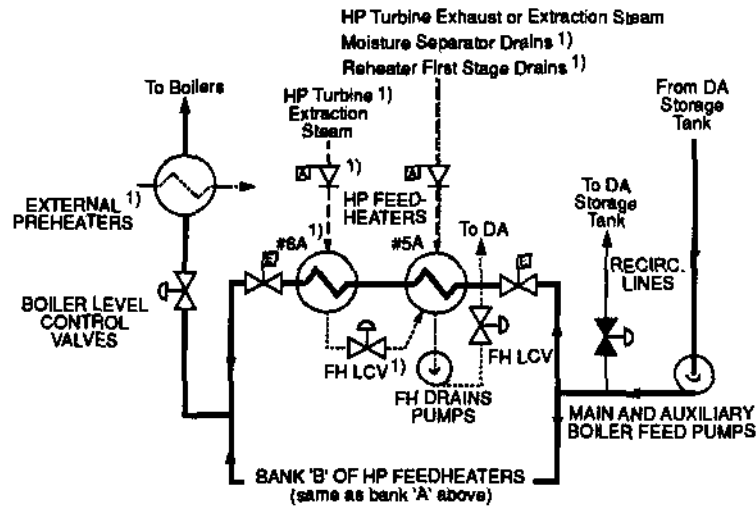 HP Turbine Exhaust or Extraction Steam
Moisture Separator Drains 1)
Reheater First Stage Drains 1)
To Boilers
HP Turbine 1)
Extraction
Steam
From DA
Storage
Tank
1)
A
A
EXTERNAL 1)
PREHEATERS
HP FEED-
HEATERS
To DA
Storage
Tank
#6A 1)
#5A
To DA
RECIRC.
LINES
BOILER LEVEL
CONTROL
VALVES
FH LCV 1)
FH LCV
FH DRAINS
PUMPS
MAIN AND AUXILIARY
BOILER FEED PUMPS
BANK 'B' OF HP FEEDHEATERS
(same as bank 'A' above)